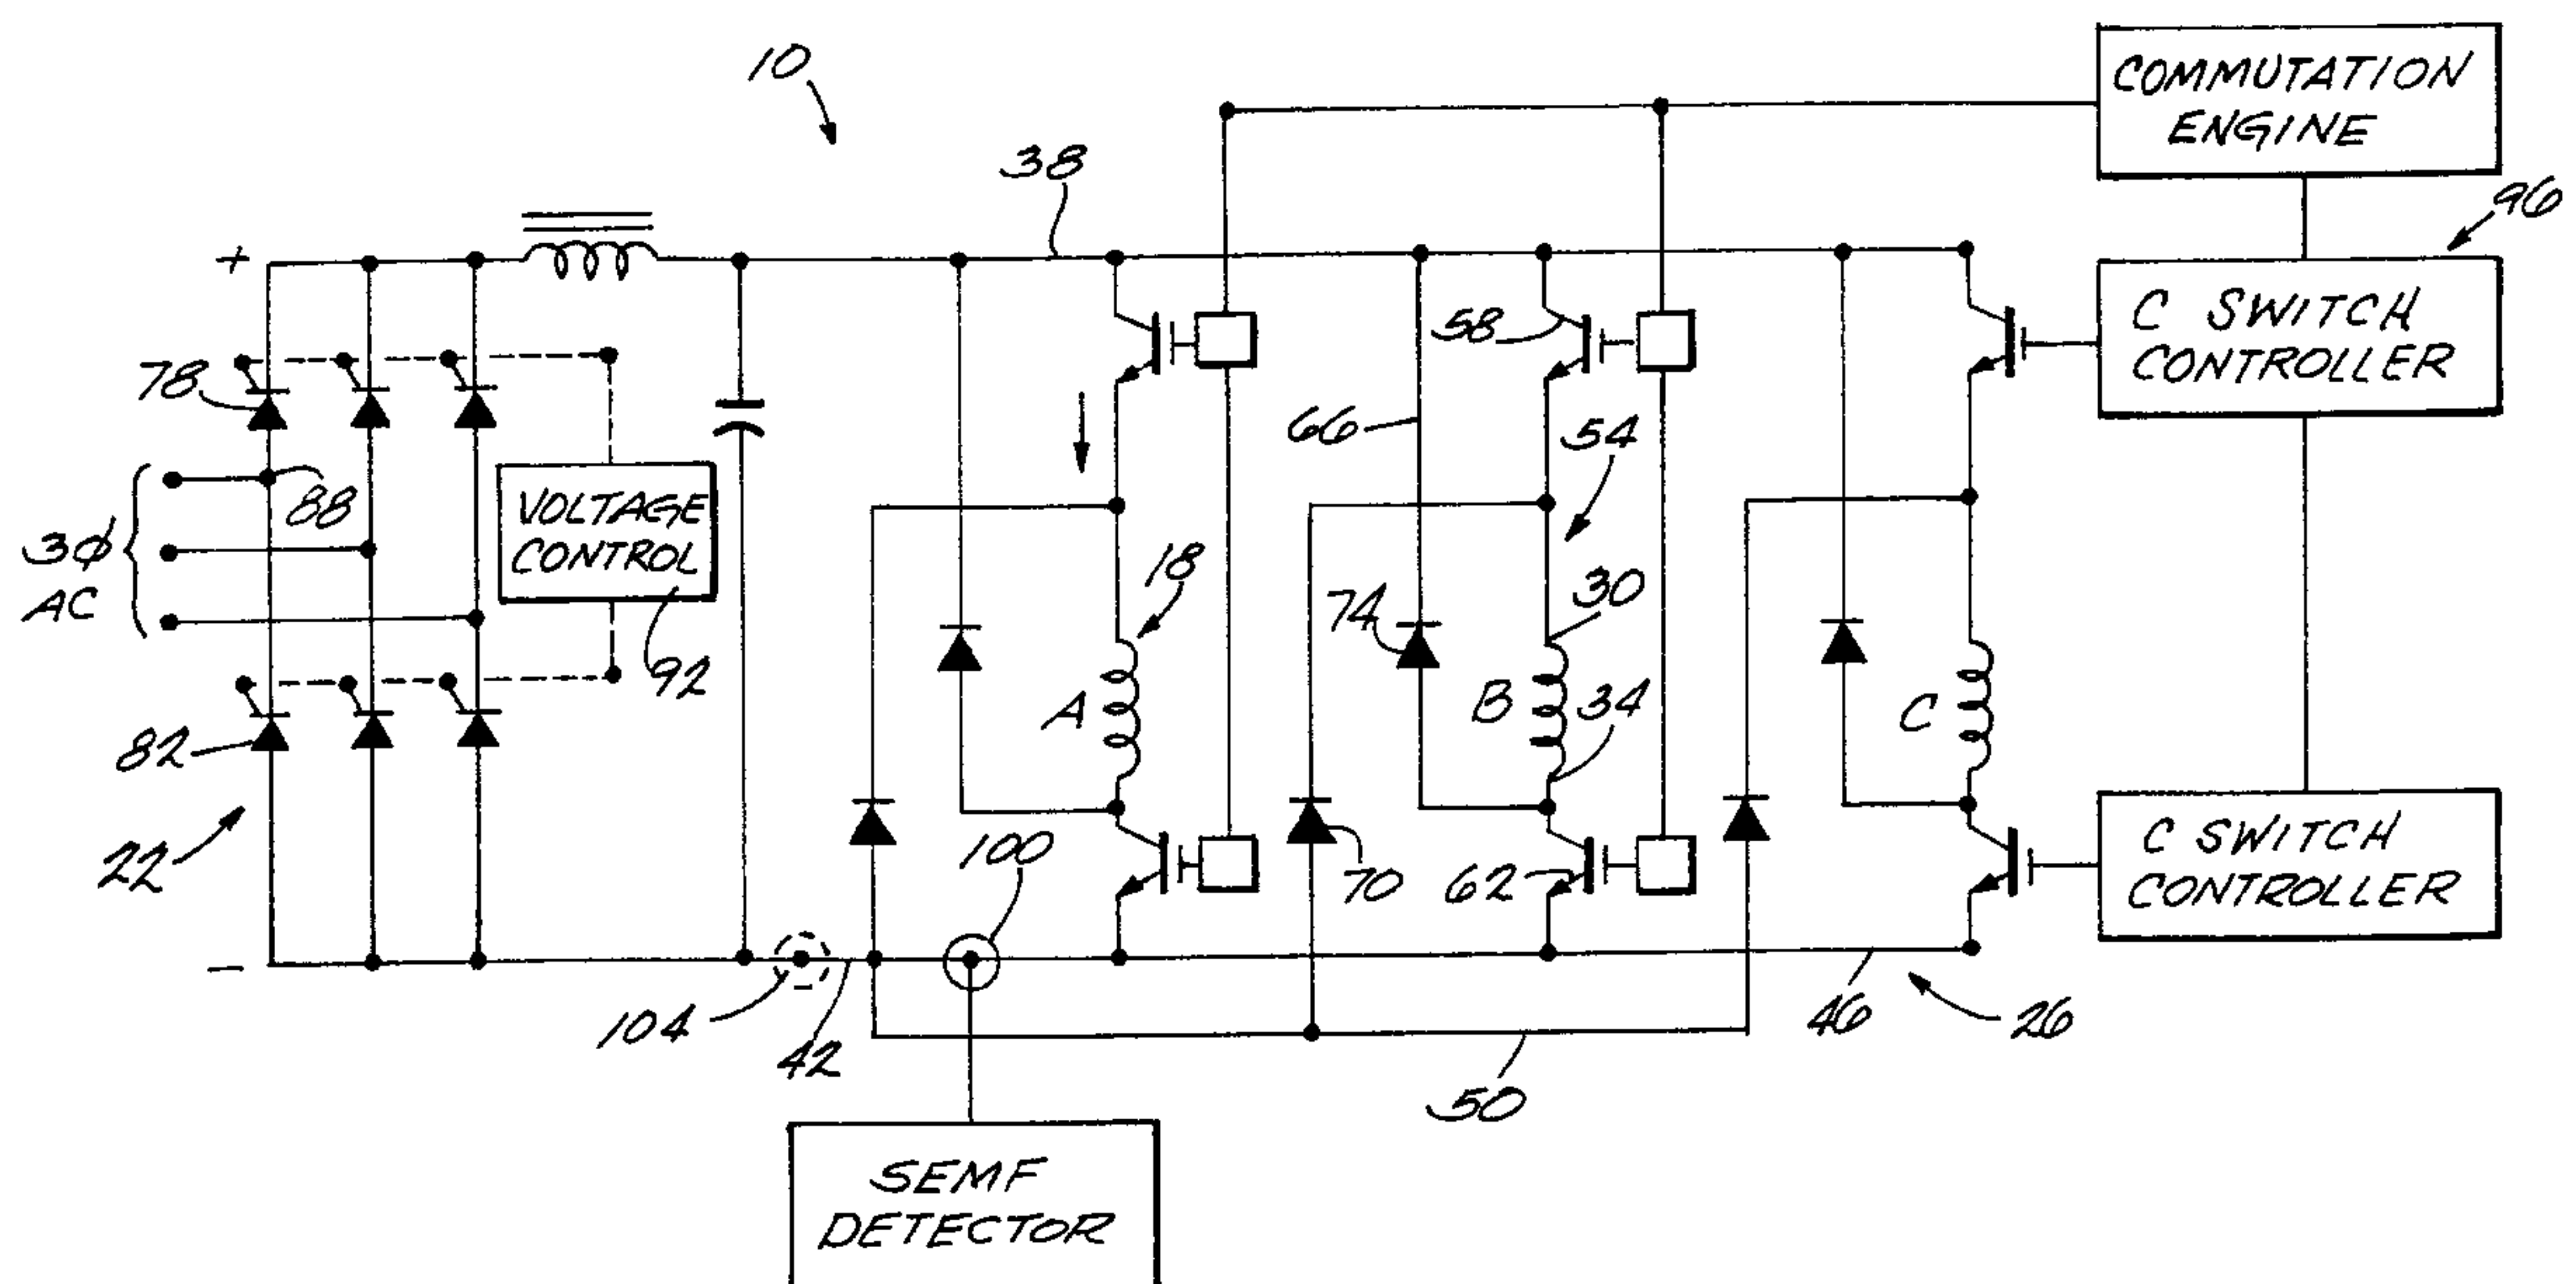 10
COMMUTATION
ENGINE
38
96
+
C SWITCH
CONTROLLER
58
78
66
54
88
VOLTAGE
CONTROL
3ϕ
AC
18
30
74
92
A
B
34
C
82
100
22
70
62
C SWITCH
CONTROLLER
−
104
42
46
26
50
SEMF
DETECTOR